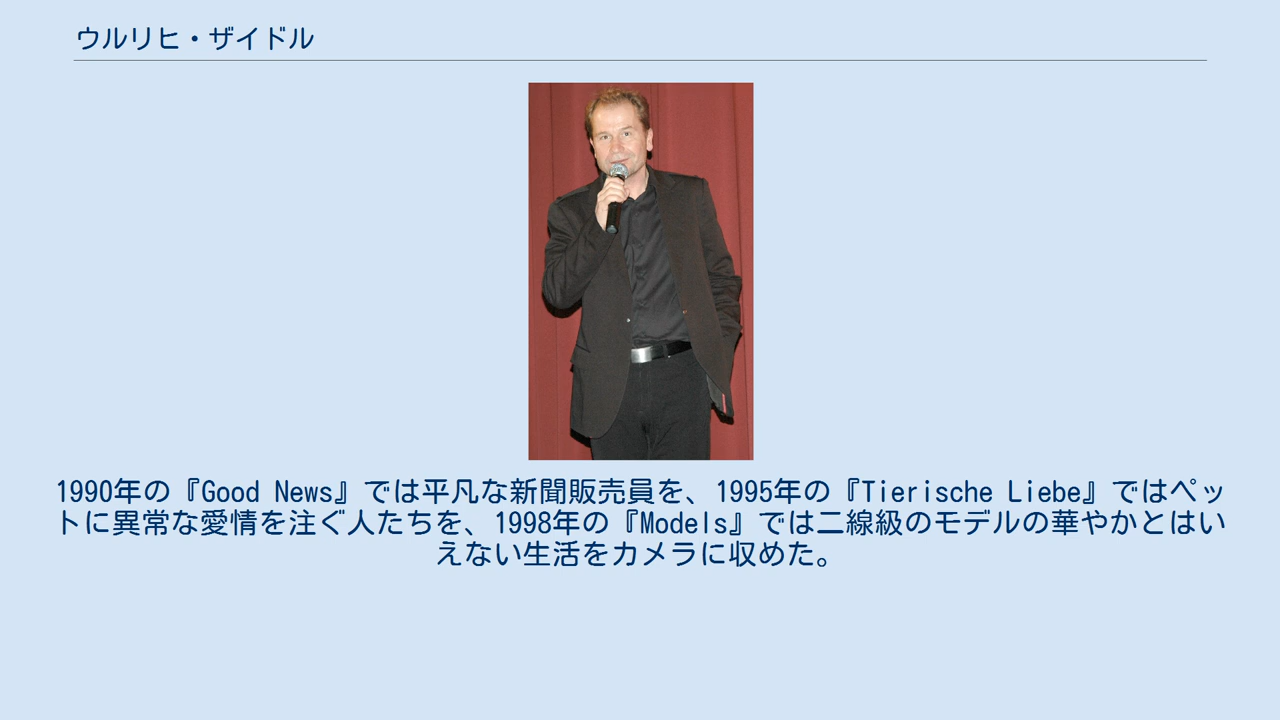 ウルリヒ・ザイドル
1990年の『Good News』では平凡な新聞販売員を、1995年の『Tierische Liebe』ではペッ
トに異常な愛情を注ぐ人たちを、1998年の『Models』では二線級のモデルの華やかとはい
えない生活をカメラに収めた。